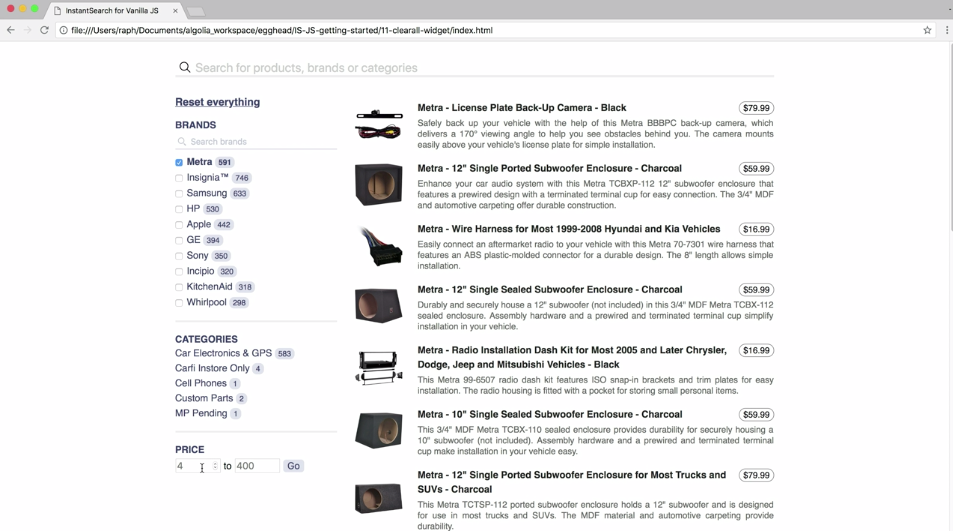 InstantSearch for Vanilla JS
file:///Users/raph/Documents/algolia_workspace/egghead/IS-JS-getting-started/11-clearall-widget/index.html
Search for products, brands or categories
Reset everything
BRANDS
Search brands
Metra 591
Insignia™ 746
Samsung 633
HP 530
Apple 442
GE 394
Sony 350
Incipio 320
KitchenAid 318
Whirlpool 298
CATEGORIES
Car Electronics & GPS 583
Carfi Instore Only 4
Cell Phones 1
Custom Parts 2
MP Pending 1
PRICE
4 to 400 Go
Metra - License Plate Back-Up Camera - Black $79.99
Safely back up your vehicle with the help of this Metra BBBPC back-up camera, which
delivers a 170° viewing angle to help you see obstacles behind you. The camera mounts
easily above your vehicle's license plate for simple installation.
Metra - 12" Single Ported Subwoofer Enclosure - Charcoal $59.99
Enhance your car audio system with this Metra TCBXP-112 12" subwoofer enclosure that
features a prewired design with a terminated terminal cup for easy connection. The 3/4" MDF
and automotive carpeting offer durable construction.
Metra - Wire Harness for Most 1999-2008 Hyundai and Kia Vehicles $16.99
Easily connect an aftermarket radio to your vehicle with this Metra 70-7301 wire harness that
features an ABS plastic-molded connector for a durable design. The 8" length allows simple
installation.
Metra - 12" Single Sealed Subwoofer Enclosure - Charcoal $59.99
Durably and securely house a 12" subwoofer (not included) in this 3/4" MDF Metra TCBX-112
sealed enclosure. Assembly hardware and a prewired and terminated terminal cup simplify
installation in your vehicle.
Metra - Radio Installation Dash Kit for Most 2005 and Later Chrysler, $16.99
Dodge, Jeep and Mitsubishi Vehicles - Black
This Metra 99-6507 radio dash kit features ISO snap-in brackets and trim plates for easy
installation. The radio housing is fitted with a pocket for storing small personal items.
Metra - 10" Single Sealed Subwoofer Enclosure - Charcoal $59.99
This 3/4" MDF Metra TCBX-110 sealed enclosure provides durability for securely housing a
10" subwoofer (not included). Assembly hardware and a prewired and terminated terminal cup
make installation in your vehicle easy.
Metra - 12" Single Ported Subwoofer Enclosure for Most Trucks and $79.99
SUVs - Charcoal
This Metra TCTSP-112 ported subwoofer enclosure holds a 12" subwoofer and is designed
for use in most trucks and SUVs. The MDF material and automotive carpeting provide
durability.